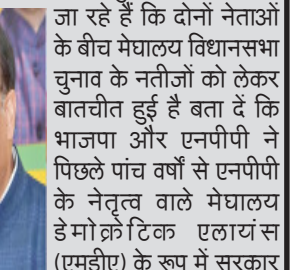 जा रहे हैं कि दोनों नेताओं
के बीच मेघालय विधानसभा
चुनाव के नतीजों को लेकर
बातचीत हुई है बता दें कि
भाजपा और एनपीपी ने
पिछले पांच वर्षों से एनपीपी
के नेतृत्व वाले मेघालय
डेमोक्रेटिक एलायंस
(एमडीए) के रूप में सरकार